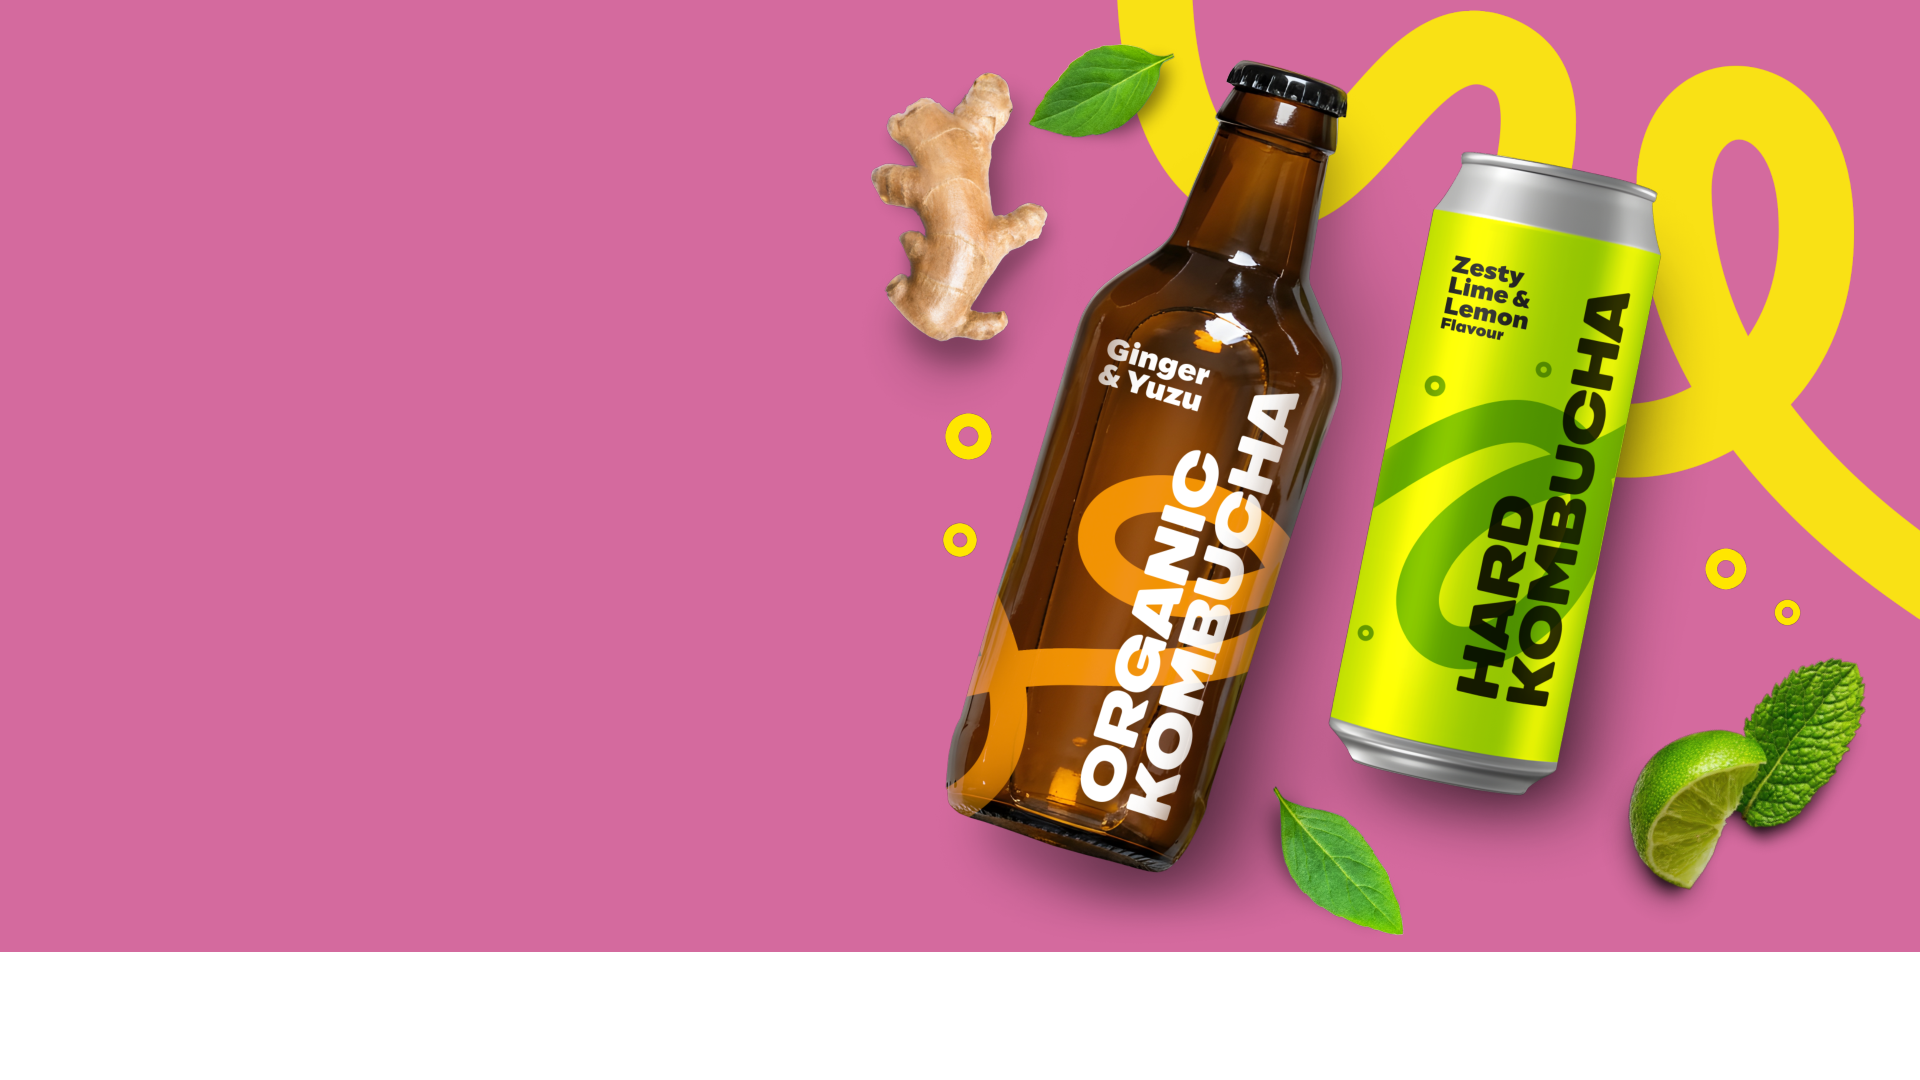 Ginger
& Yuzu
ORGANIC
KOMBUCHA
Zesty
Lime &
Lemon
Flavour
HARD
KOMBUCHA